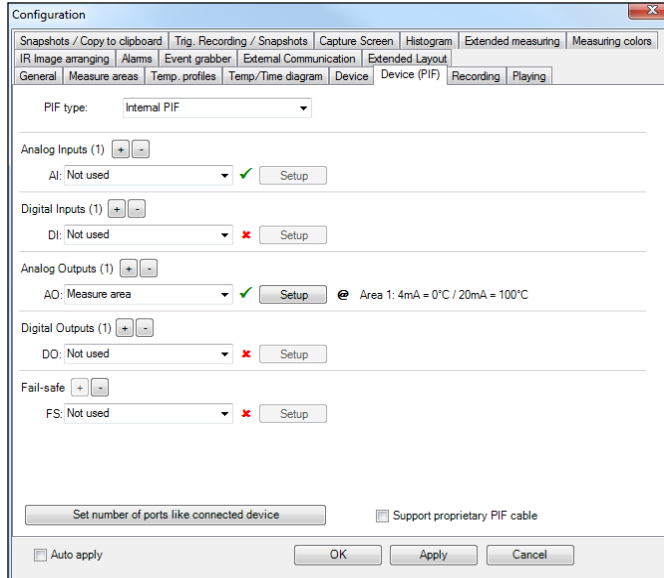 Configuration
x
Snapshots / Copy to clipboard Trig. Recording / Snapshots Capture Screen Histogram Extended measuring Measuring colors
IR Image arranging Alarms Event grabber External Communication Extended Layout
General Measure areas Temp. profiles Temp/Time diagram Device Device (PIF) Recording Playing
PIF type: Internal PIF
Analog Inputs (1) + -
AI: Not used Setup
Digital Inputs (1) + -
DI: Not used Setup
Analog Outputs (1) + -
AO: Measure area Setup @ Area 1: 4mA = 0°C / 20mA = 100°C
Digital Outputs (1) + -
DO: Not used Setup
Fail-safe + -
FS: Not used Setup
Set number of ports like connected device Support proprietary PIF cable
Auto apply OK Apply Cancel